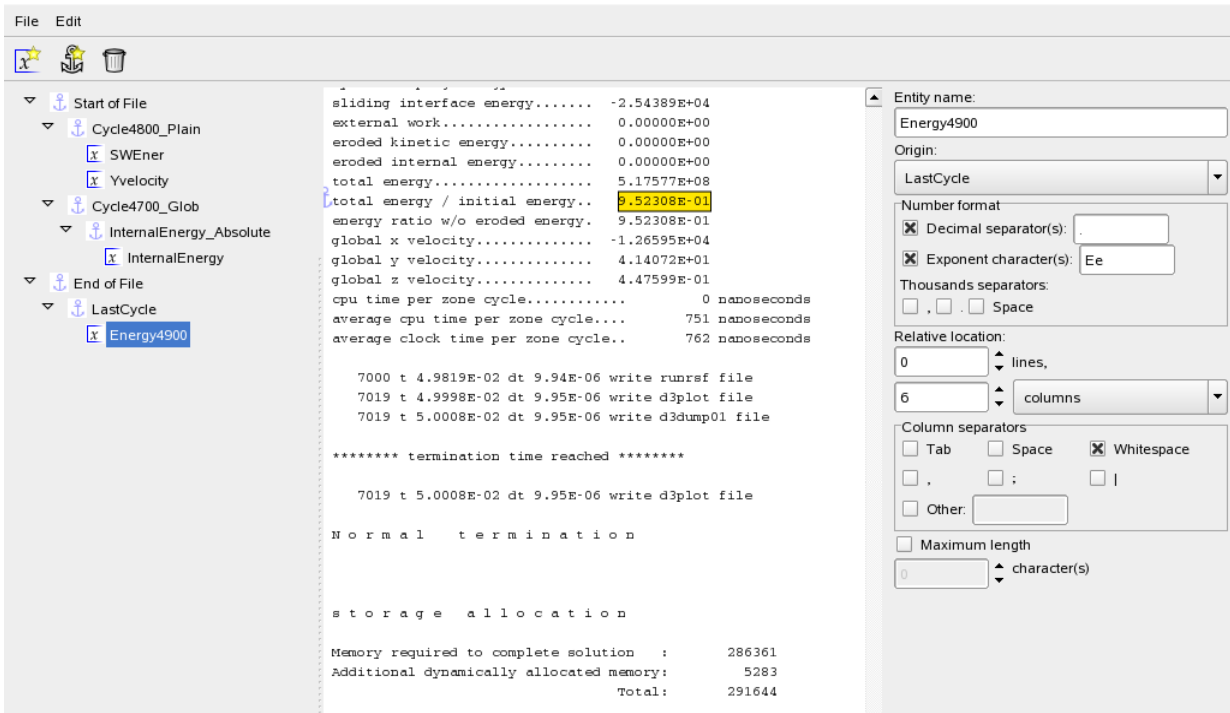 File Edit
Start of File
Cycle4800_Plain
x SWEner
x Yvelocity
Cycle4700_Glob
InternalEnergy_Absolute
x InternalEnergy
End of File
LastCycle
x Energy4900
sliding interface energy....... -2.54389E+04
external work.................. 0.00000E+00
eroded kinetic energy.......... 0.00000E+00
eroded internal energy......... 0.00000E+00
total energy................... 5.17577E+08
total energy / initial energy.. 9.52308E-01
energy ratio w/o eroded energy. 9.52308E-01
global x velocity.............. -1.26595E+04
global y velocity.............. 4.14072E+01
global z velocity.............. 4.47599E-01
cpu time per zone cycle............ 0 nanoseconds
average cpu time per zone cycle.... 751 nanoseconds
average clock time per zone cycle.. 762 nanoseconds
7000 t 4.9819E-02 dt 9.94E-06 write runrsf file
7019 t 4.9998E-02 dt 9.95E-06 write d3plot file
7019 t 5.0008E-02 dt 9.95E-06 write d3dump01 file
******** termination time reached ********
7019 t 5.0008E-02 dt 9.95E-06 write d3plot file
N o r m a l    t e r m i n a t i o n
s t o r a g e   a l l o c a t i o n
Memory required to complete solution : 286361
Additional dynamically allocated memory: 5283
Total: 291644
Entity name:
Energy4900
Origin:
LastCycle
Number format
Decimal separator(s): .
Exponent character(s): Ee
Thousands separators:
, . Space
Relative location:
0 lines,
6 columns
Column separators
Tab Space Whitespace
, ; |
Other:
Maximum length
0 character(s)